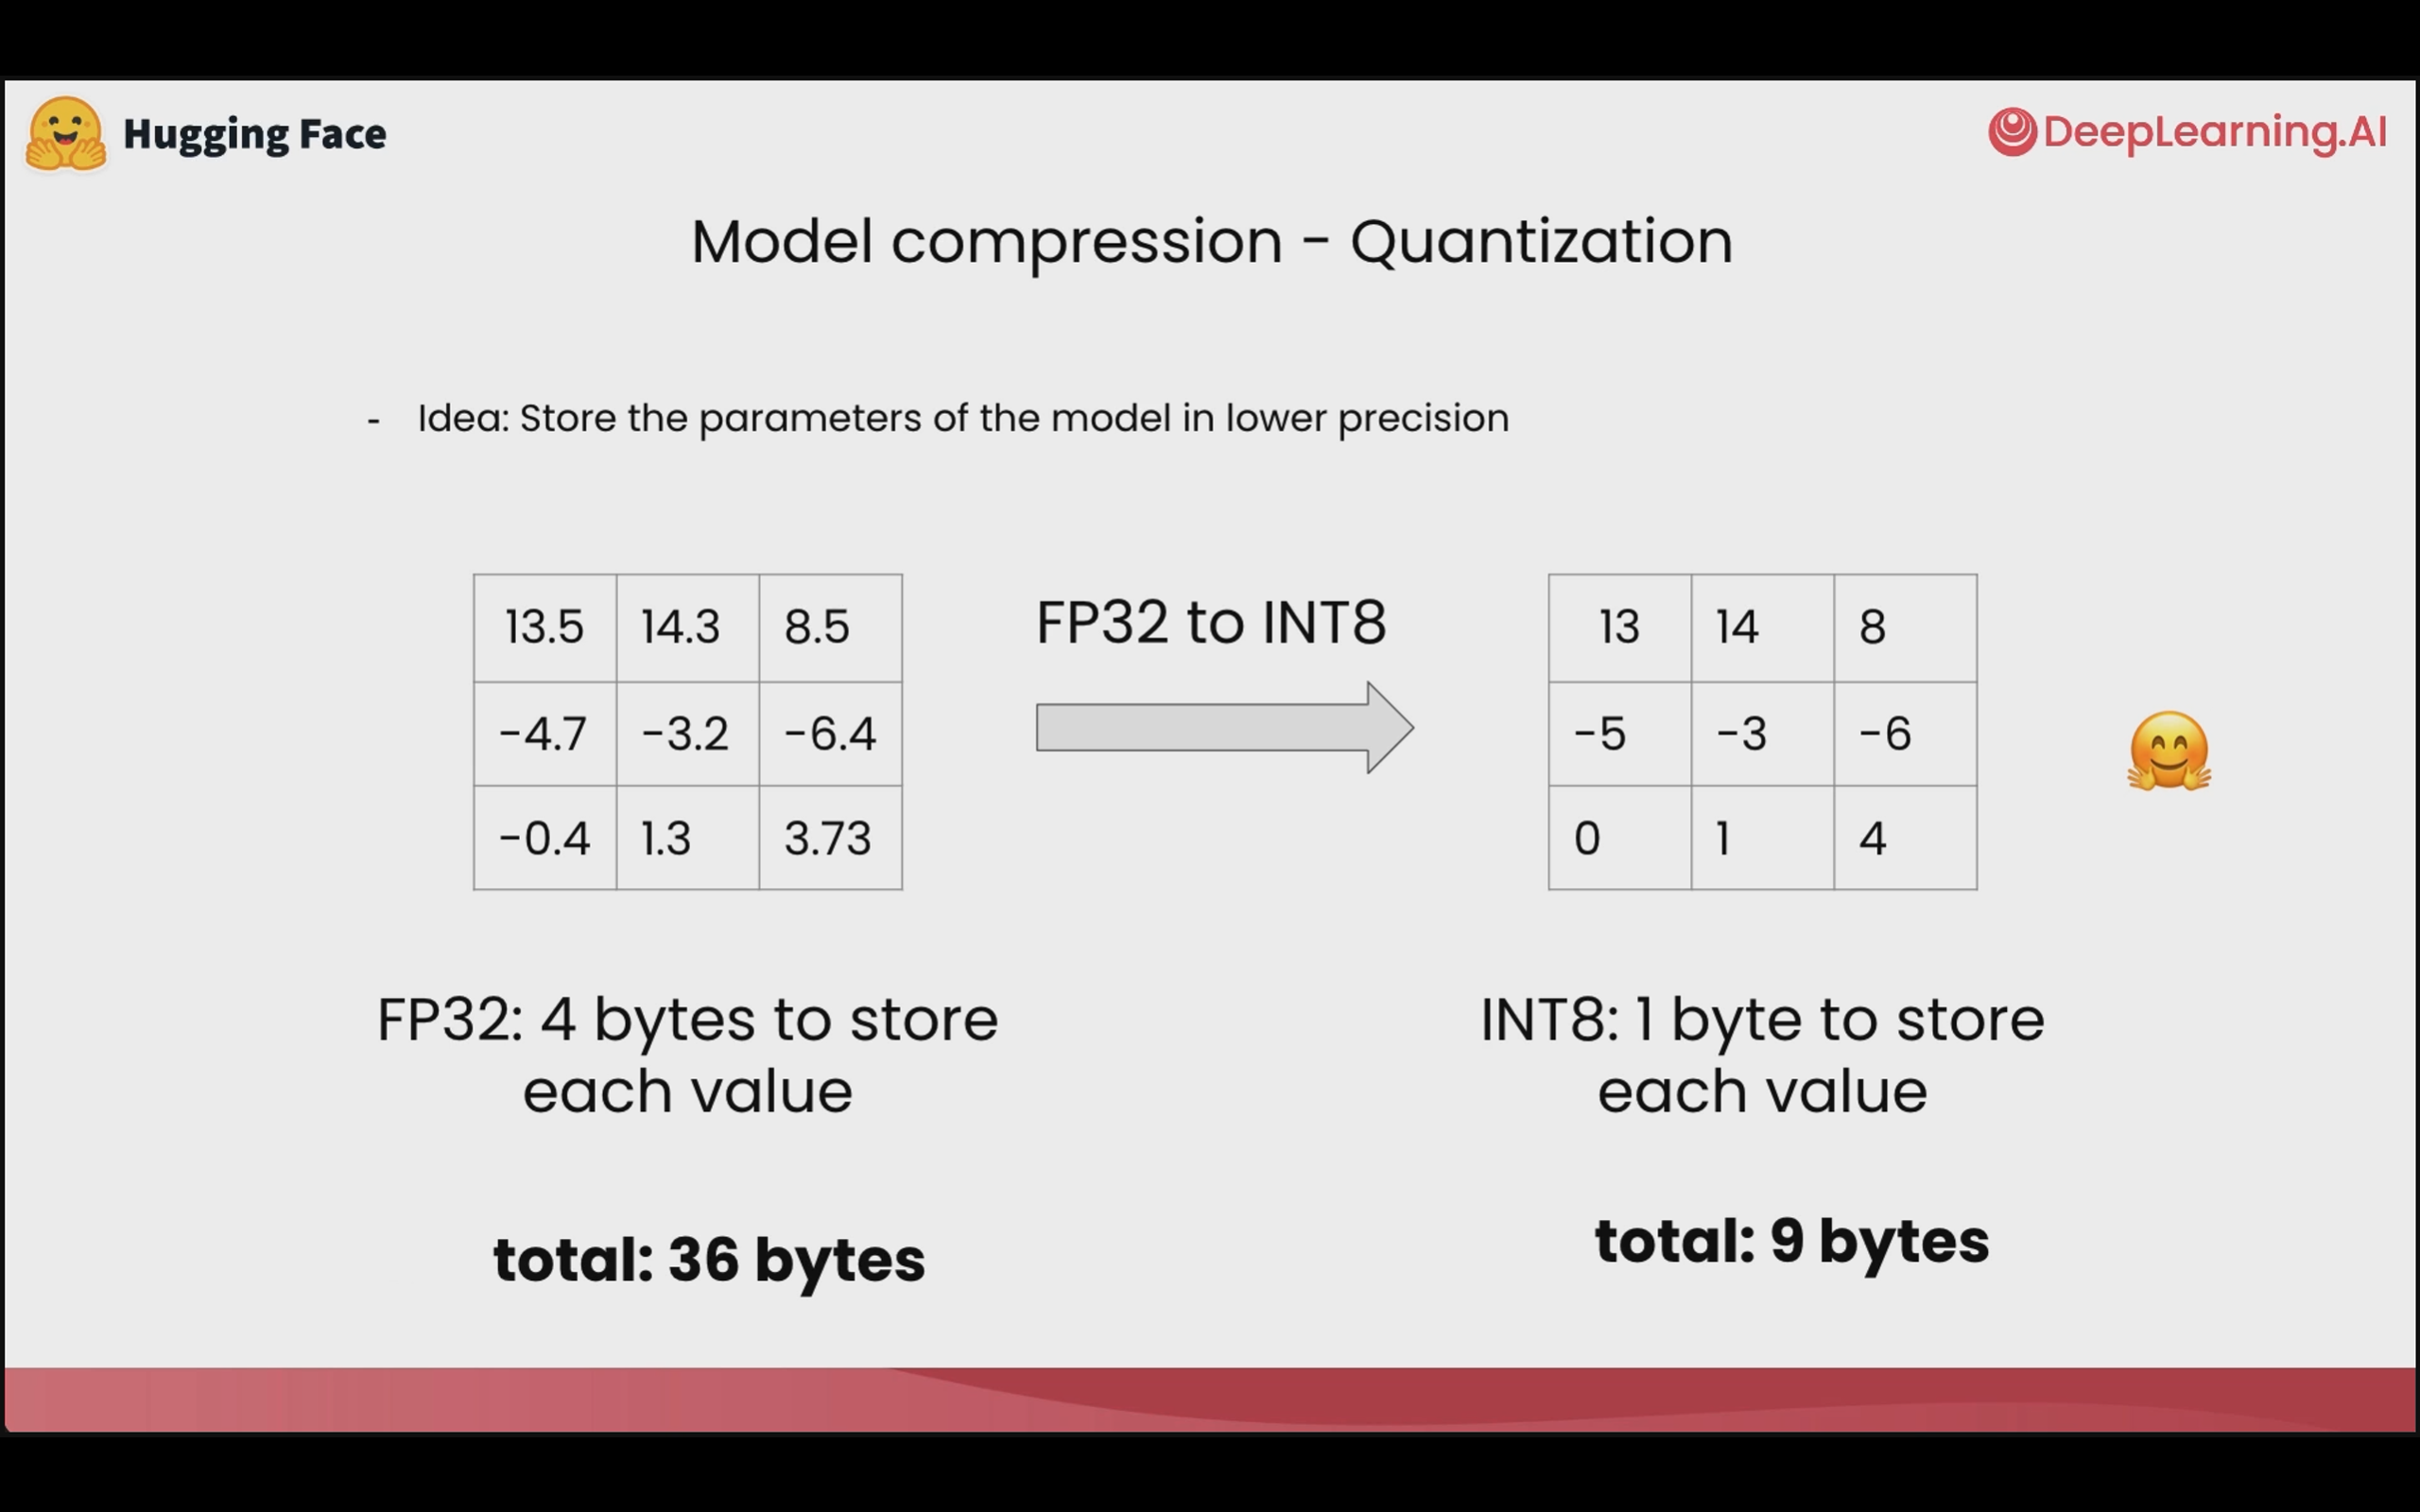 Hugging Face
DeepLearning.AI
Model compression - Quantization
- Idea: Store the parameters of the model in lower precision
13.5 14.3 8.5
-4.7 -3.2 -6.4
-0.4 1.3 3.73
FP32 to INT8
13 14 8
-5 -3 -6
0 1 4
FP32: 4 bytes to store
each value
total: 36 bytes
INT8: 1 byte to store
each value
total: 9 bytes